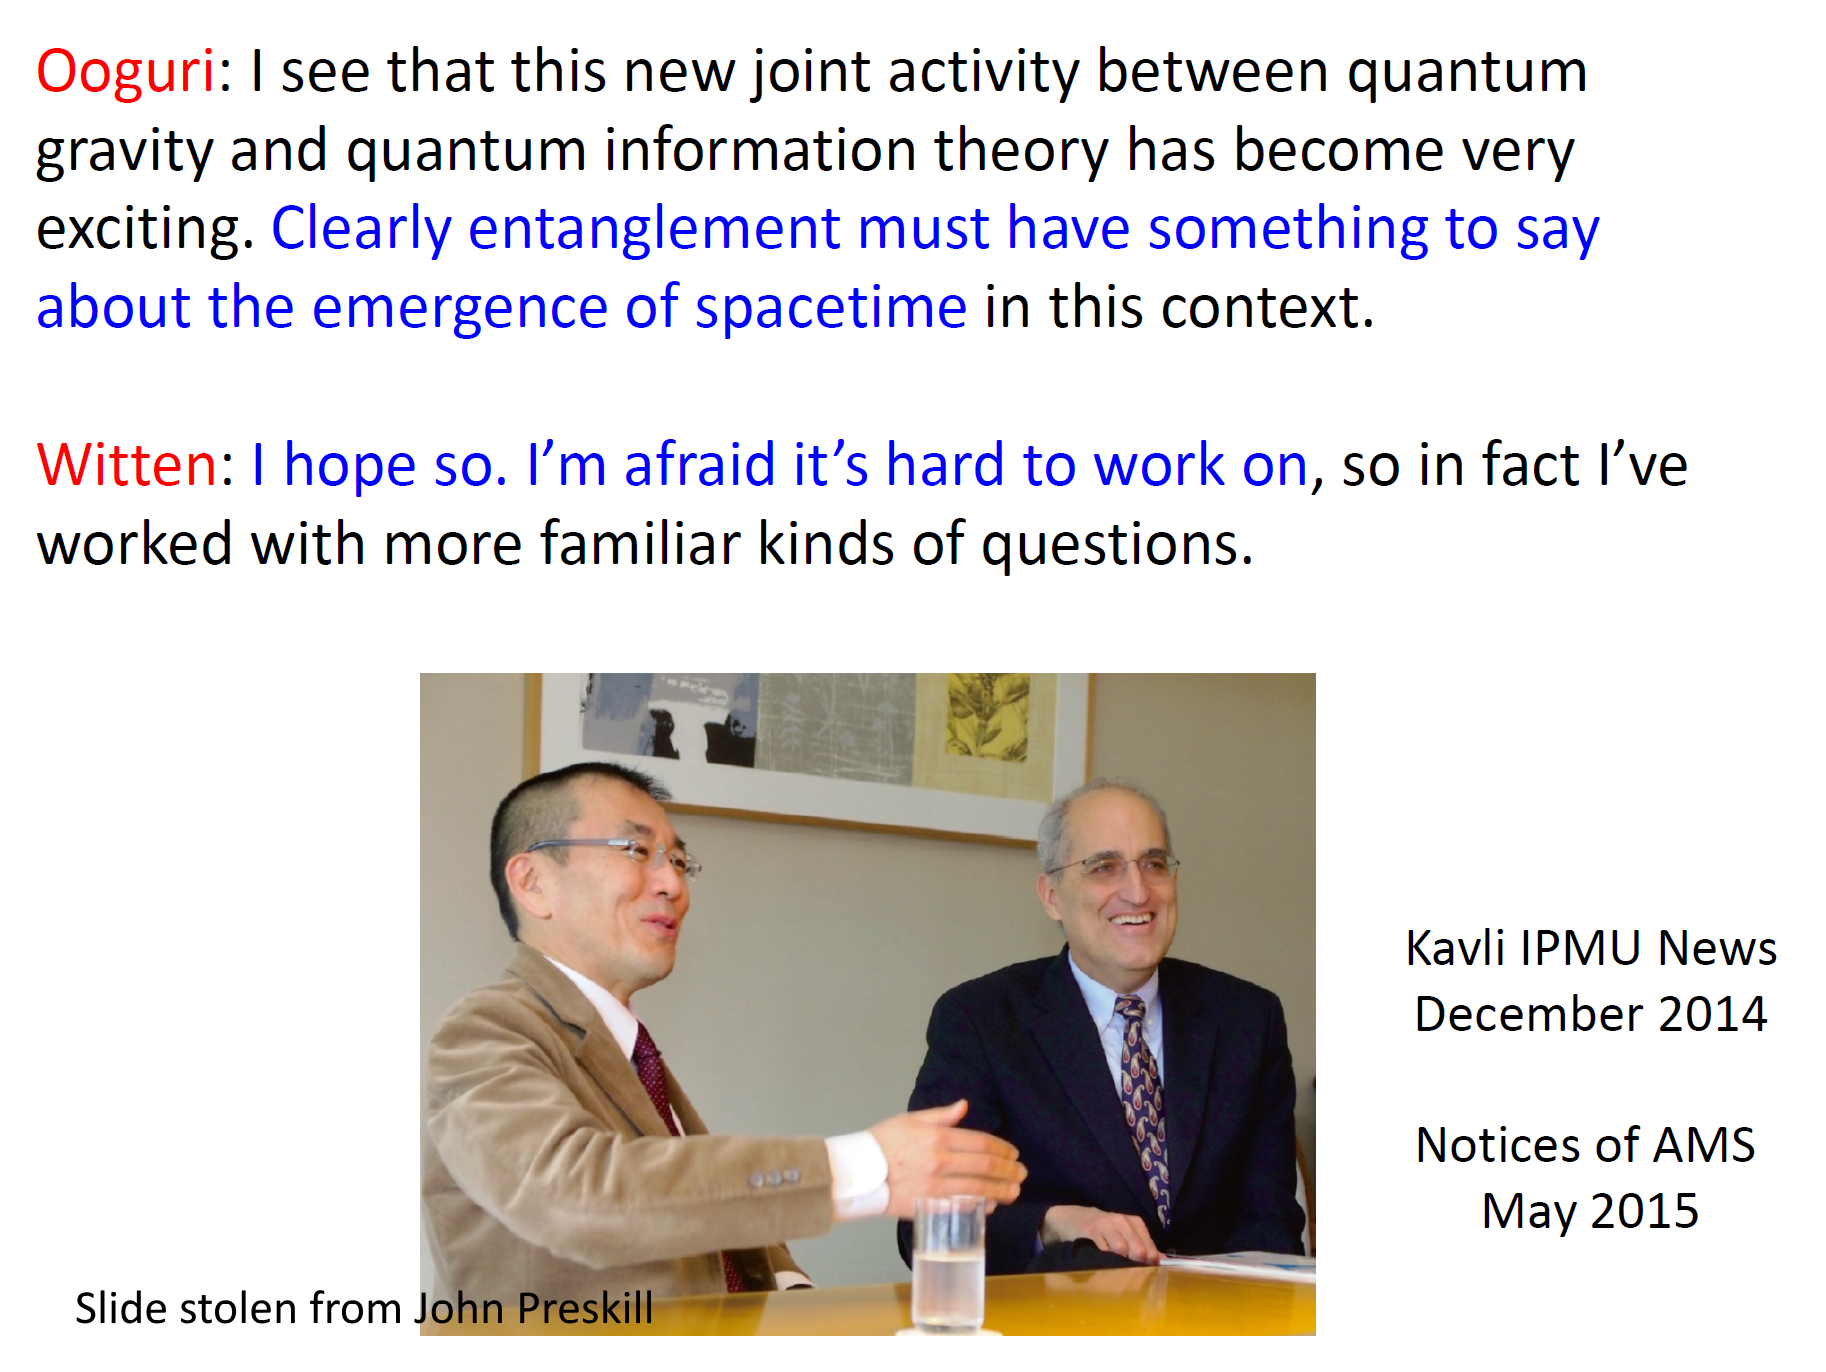 Ooguri: I see that this new joint activity between quantum
gravity and quantum information theory has become very
exciting. Clearly entanglement must have something to say
about the emergence of spacetime in this context.
Witten: I hope so. I’m afraid it’s hard to work on, so in fact I’ve
worked with more familiar kinds of questions.
Kavli IPMU News
December 2014
Notices of AMS
May 2015
Slide stolen from John Preskill